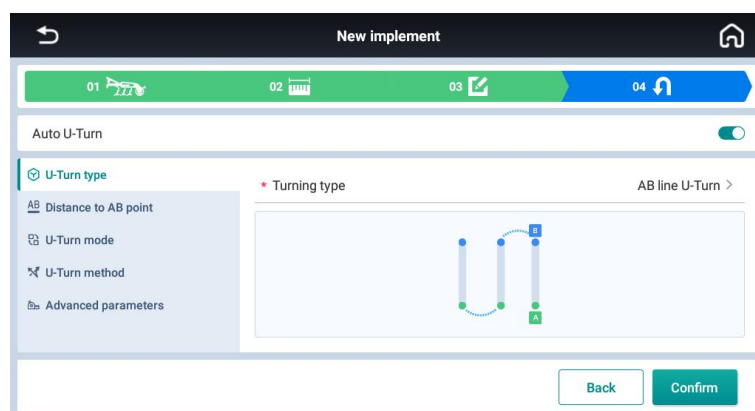 New implement
01
02
03
04
Auto U-Turn
U-Turn type
AB Distance to AB point
U-Turn mode
U-Turn method
Advanced parameters
* Turning type
AB line U-Turn >
B
A
Back
Confirm